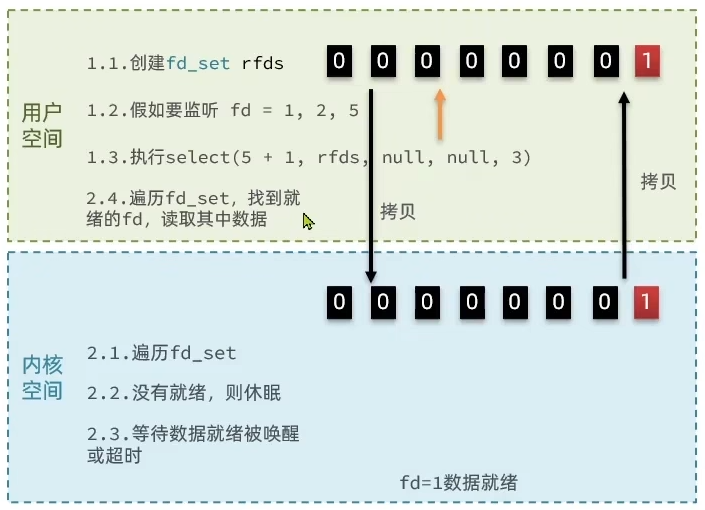 1.1.创建fd_set rfds
0 0 0 0 0 0 0 1
用户
空间
1.2.假如要监听 fd = 1, 2, 5
1.3.执行select(5 + 1, rfds, null, null, 3)
2.4.遍历fd_set, 找到就
绪的fd, 读取其中数据
拷贝
拷贝
0 0 0 0 0 0 0 1
内核
空间
2.1.遍历fd_set
2.2.没有就绪, 则休眠
2.3.等待数据就绪被唤醒
或超时
fd=1数据就绪